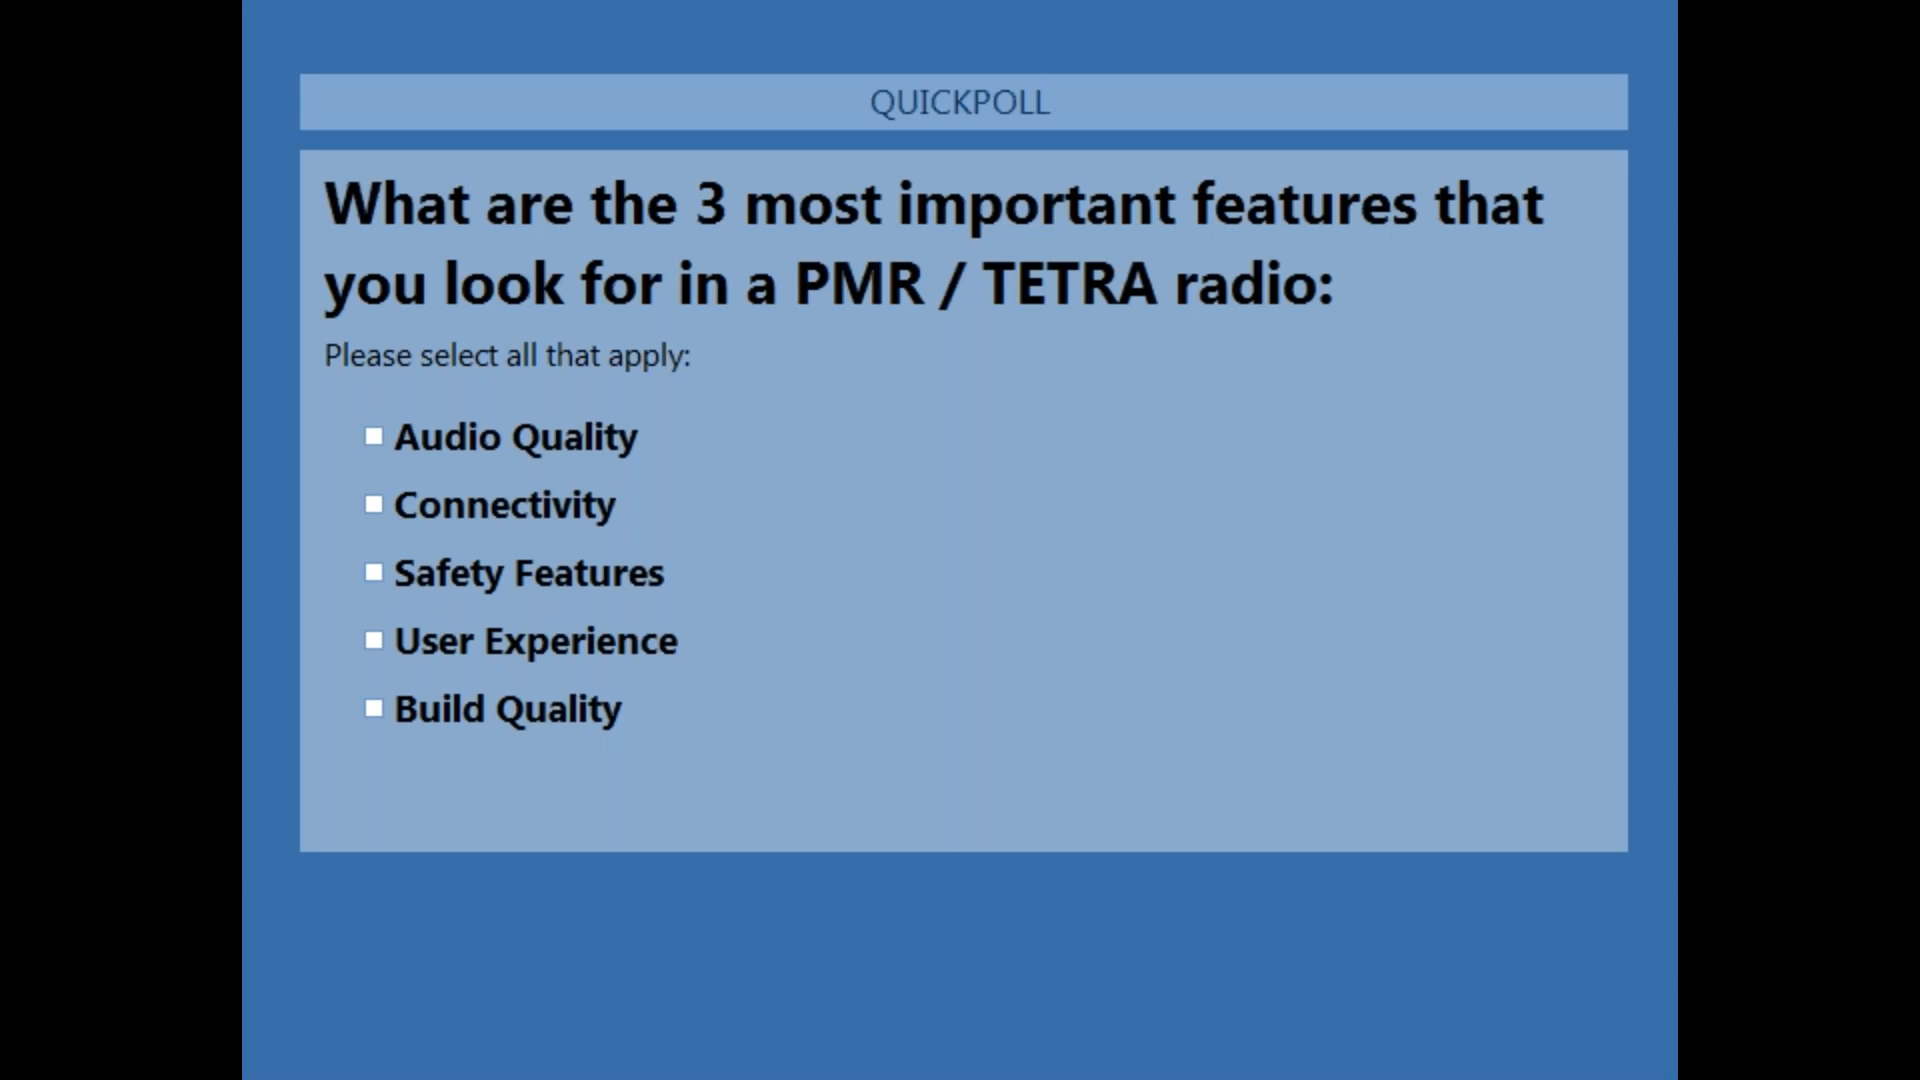 QUICKPOLL
What are the 3 most important features that
you look for in a PMR / TETRA radio:
Please select all that apply:
Audio Quality
Connectivity
Safety Features
User Experience
Build Quality